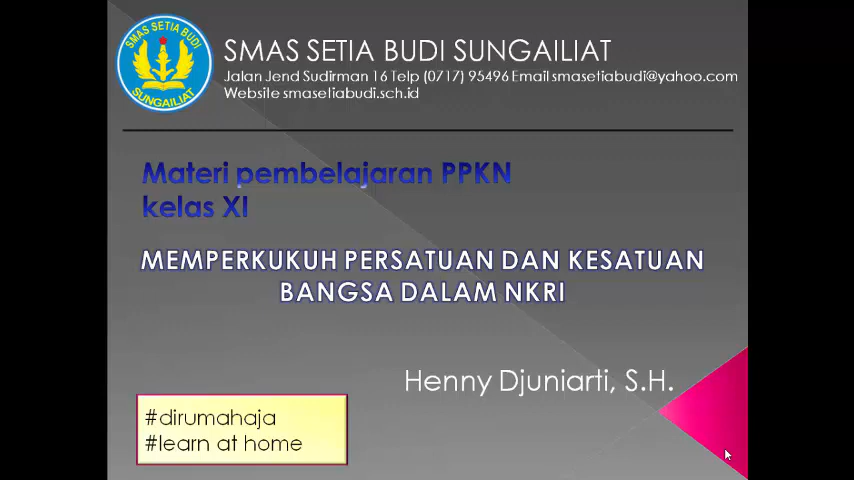 SMAS SETIA BUDI
SUNGAILIAT
SMAS SETIA BUDI SUNGAILIAT
Jalan Jend Sudirman 16 Telp (0717) 95496 Email smasetiabudi@yahoo.com
Website smasetiabudi.sch.id
Materi pembelajaran PPKN
kelas XI
MEMPERKUKUH PERSATUAN DAN KESATUAN
BANGSA DALAM NKRI
Henny Djuniarti, S.H.
#dirumahaja
#learn at home